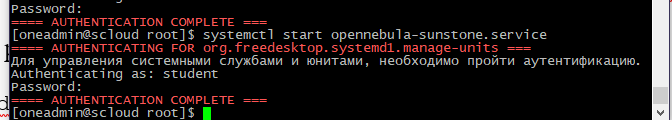 Password:
==== AUTHENTICATION COMPLETE ====
[oneadmin@scloud root]$ systemctl start opennebula-sunstone.service
==== AUTHENTICATING FOR org.freedesktop.systemd1.manage-units ===
Для управления системными службами и юнитами, необходимо пройти аутентификацию.
Authenticating as: student
Password:
==== AUTHENTICATION COMPLETE ====
[oneadmin@scloud root]$